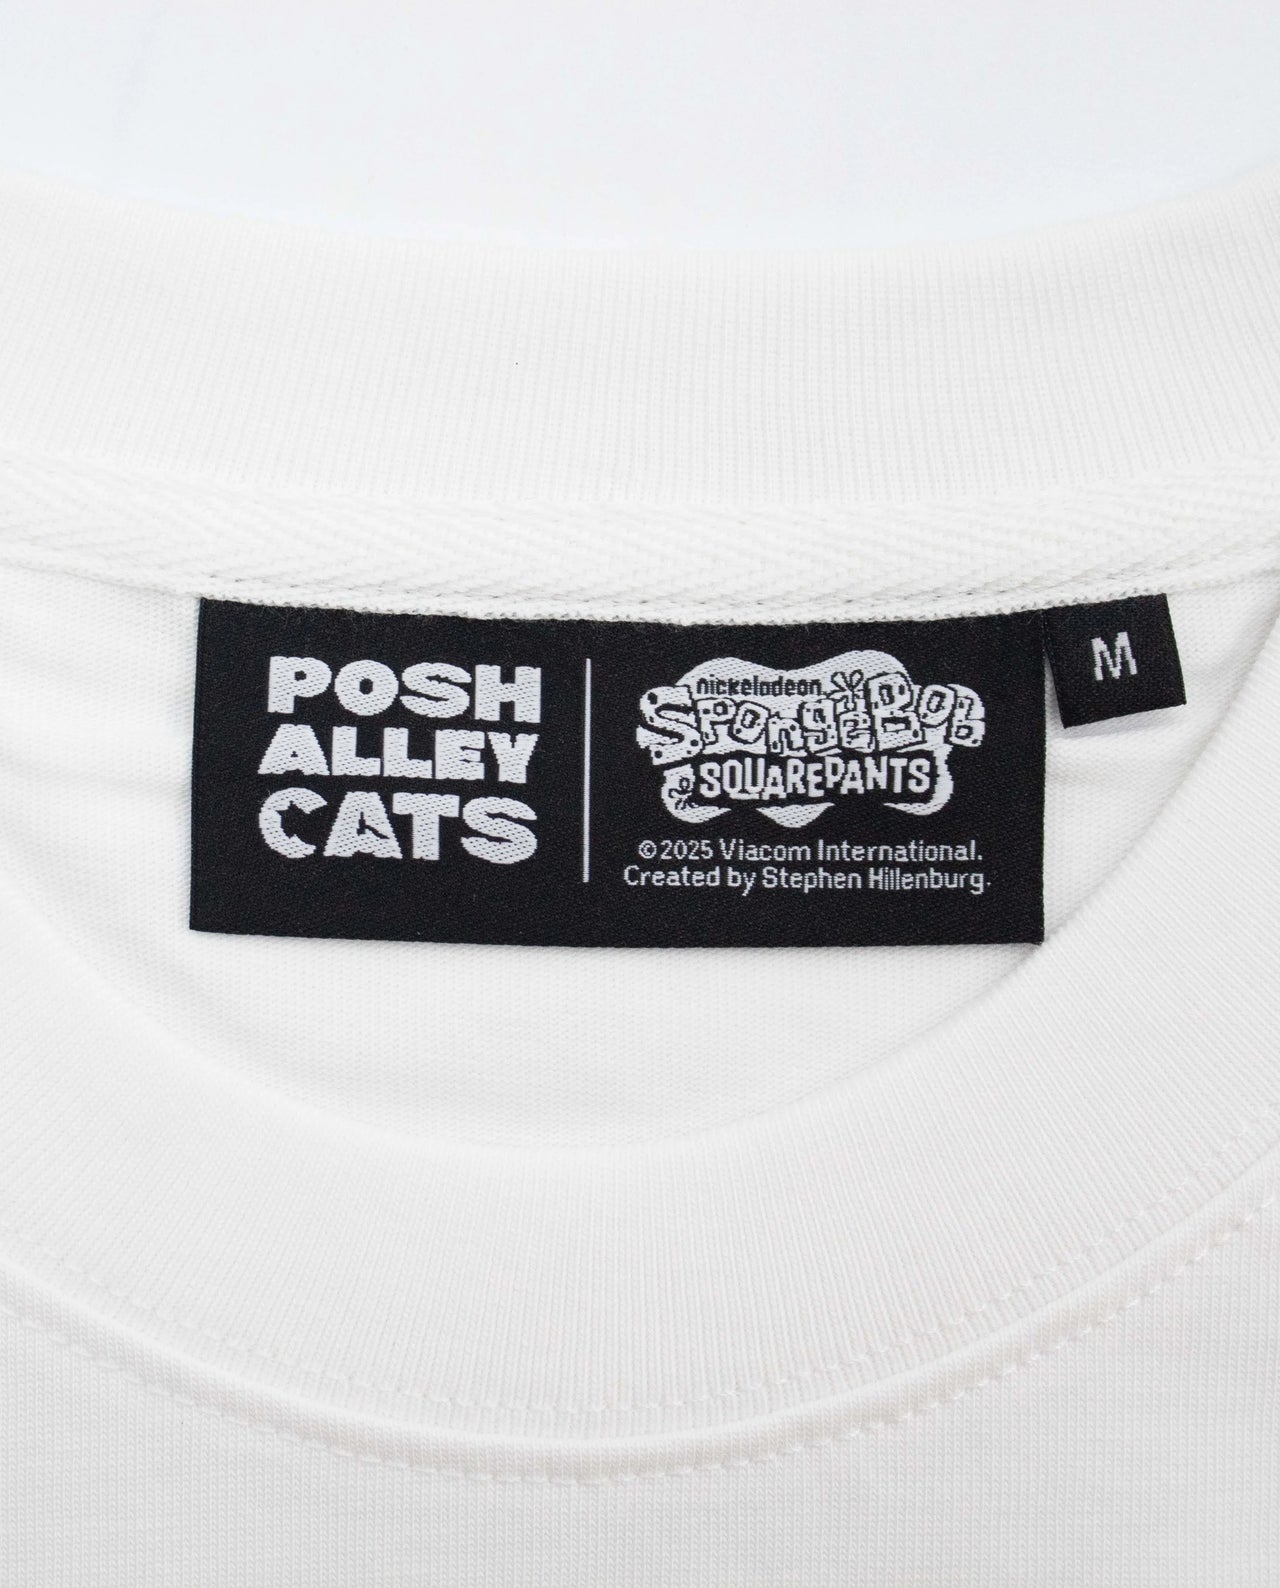 POSH
ALLEY
CATS
nickelodeon
SPONGEBOB
SQUAREPANTS
©2025 Viacom International.
Created by Stephen Hillenburg.
M